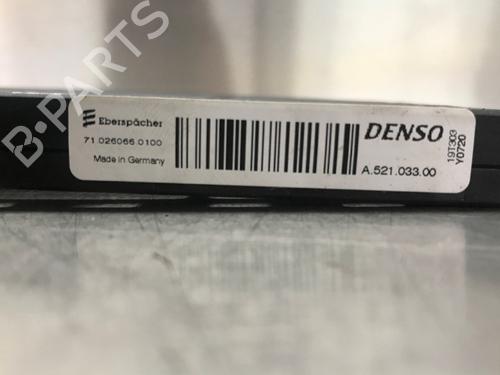 B-PARTS
Eberspächer
71.026066.0100
Made in Germany
DENSO
A.521.033.00
19T303
Y0720